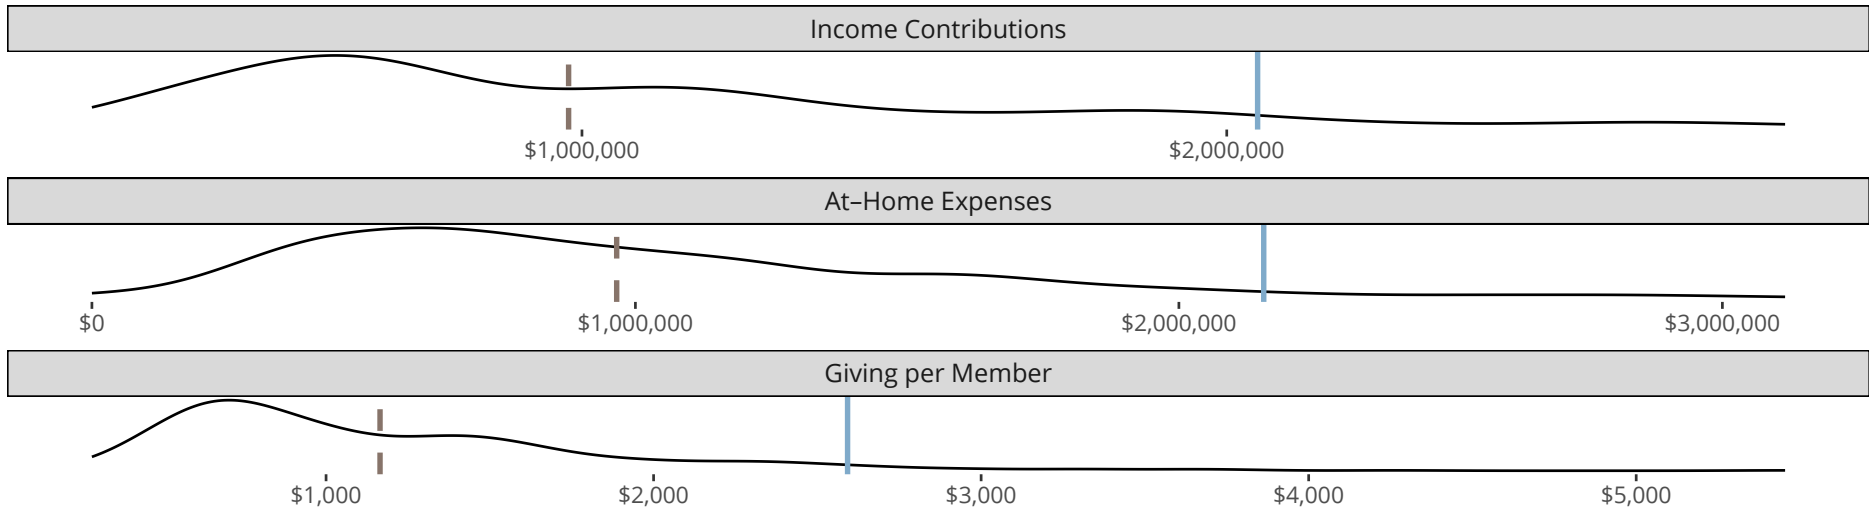 Income Contributions
$1,000,000 $2,000,000
At–Home Expenses
$0 $1,000,000 $2,000,000 $3,000,000
Giving per Member
$1,000 $2,000 $3,000 $4,000 $5,000